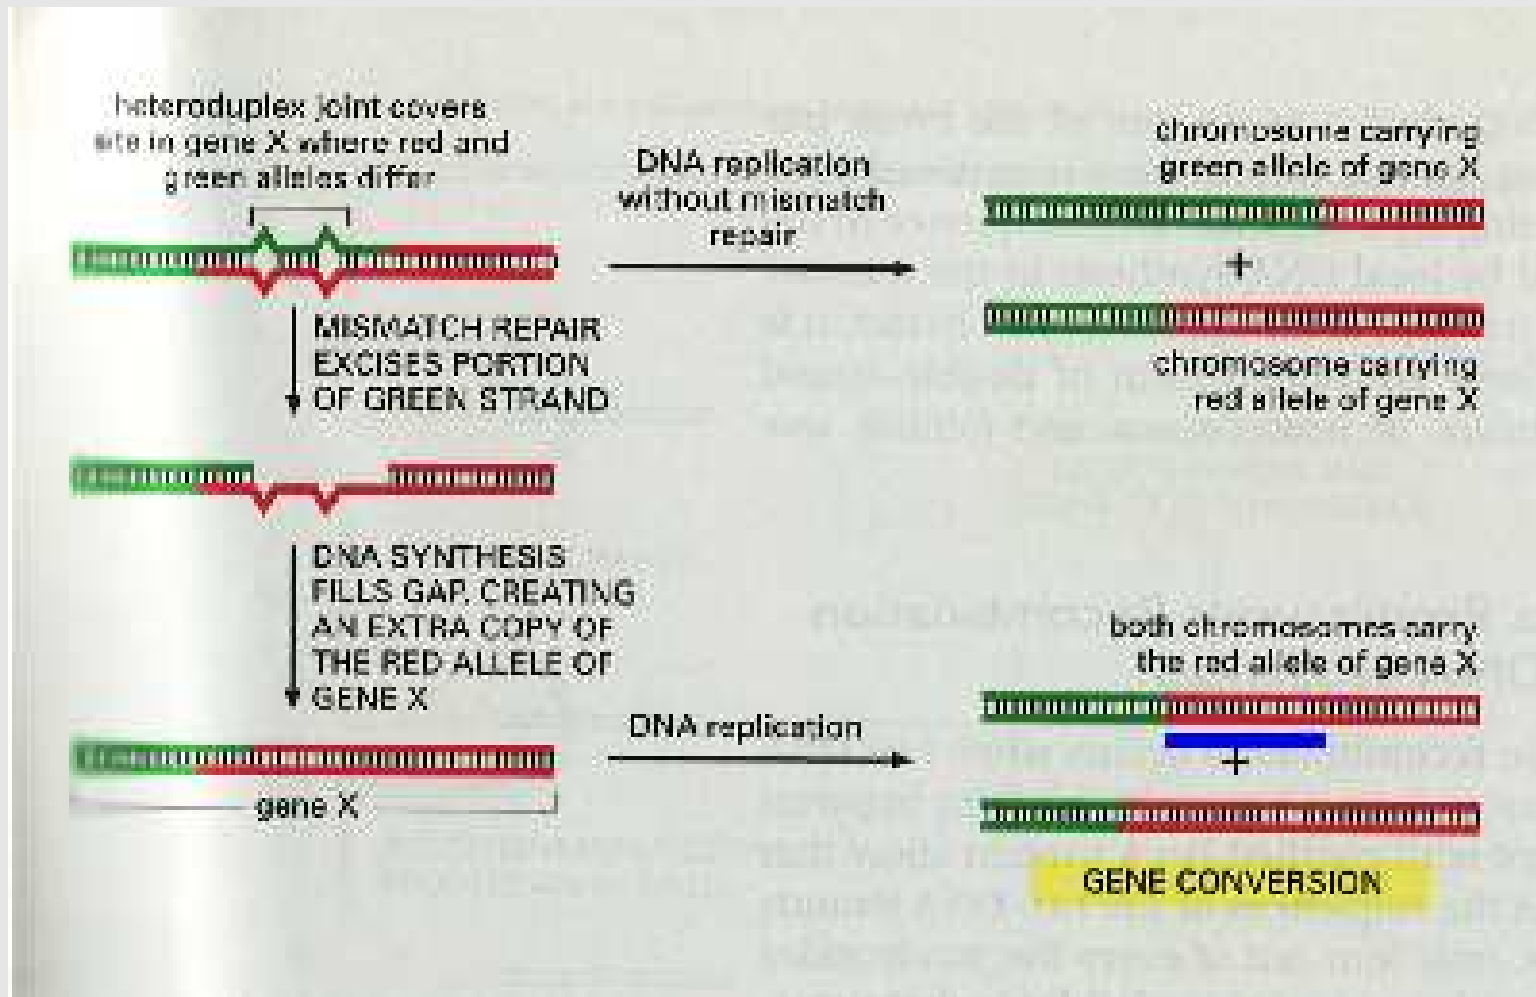 heteroduplex joint covers
site in gene X where red and
green alleles differ
DNA replication
without mismatch
repair
chromosome carrying
green allele of gene X
+
chromosome carrying
red allele of gene X
MISMATCH REPAIR
EXCISES PORTION
OF GREEN STRAND
DNA SYNTHESIS
FILLS GAP, CREATING
AN EXTRA COPY OF
THE RED ALLELE OF
GENE X
DNA replication
both chromosomes carry
the red allele of gene X
+
gene X
GENE CONVERSION